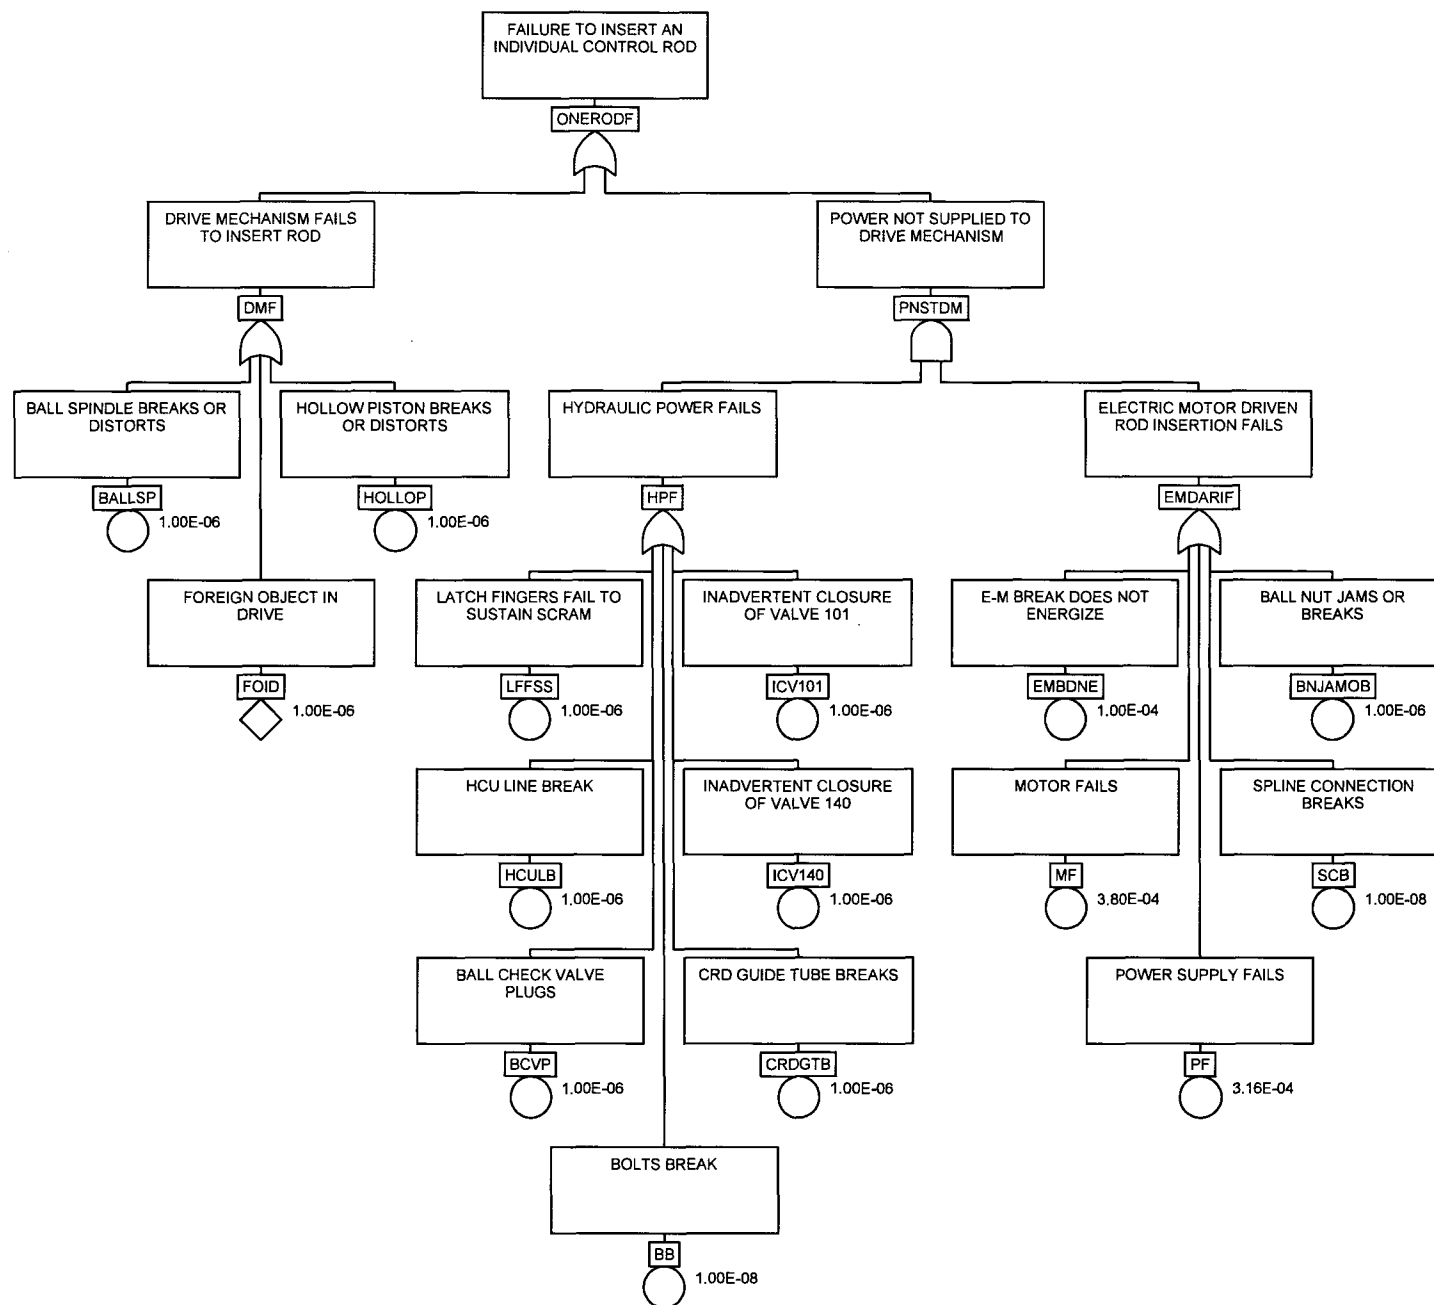 FAILURE TO INSERT AN
INDIVIDUAL CONTROL ROD
ONERODF
DRIVE MECHANISM FAILS
TO INSERT ROD
DMF
POWER NOT SUPPLIED TO
DRIVE MECHANISM
PNSTDM
BALL SPINDLE BREAKS OR
DISTORTS
BALLSP
1.00E-06
HOLLOW PISTON BREAKS
OR DISTORTS
HOLLOP
1.00E-06
HYDRAULIC POWER FAILS
HPF
ELECTRIC MOTOR DRIVEN
ROD INSERTION FAILS
EMDARIF
FOREIGN OBJECT IN
DRIVE
FOID
1.00E-06
LATCH FINGERS FAIL TO
SUSTAIN SCRAM
LFFSS
1.00E-06
INADVERTENT CLOSURE
OF VALVE 101
ICV101
1.00E-06
E-M BREAK DOES NOT
ENERGIZE
EMBDNE
1.00E-04
BALL NUT JAMS OR
BREAKS
BNJAMOB
1.00E-06
HCU LINE BREAK
HCULB
1.00E-06
INADVERTENT CLOSURE
OF VALVE 140
ICV140
1.00E-06
MOTOR FAILS
MF
3.80E-04
SPLINE CONNECTION
BREAKS
SCB
1.00E-08
BALL CHECK VALVE
PLUGS
BCVP
1.00E-06
CRD GUIDE TUBE BREAKS
CRDGTB
1.00E-06
POWER SUPPLY FAILS
PF
3.16E-04
BOLTS BREAK
BB
1.00E-08